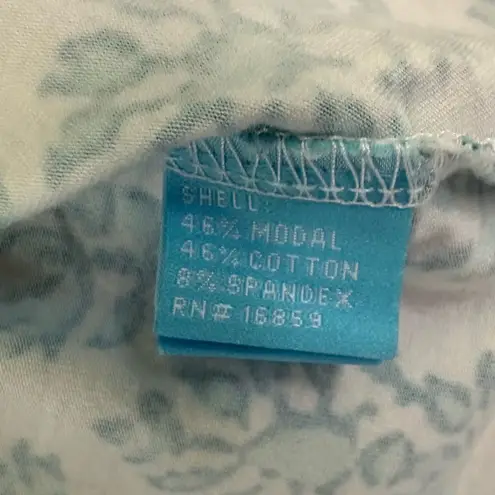 SHELL:
46% MODAL
46% COTTON
8% SPANDEX
RN# 16859